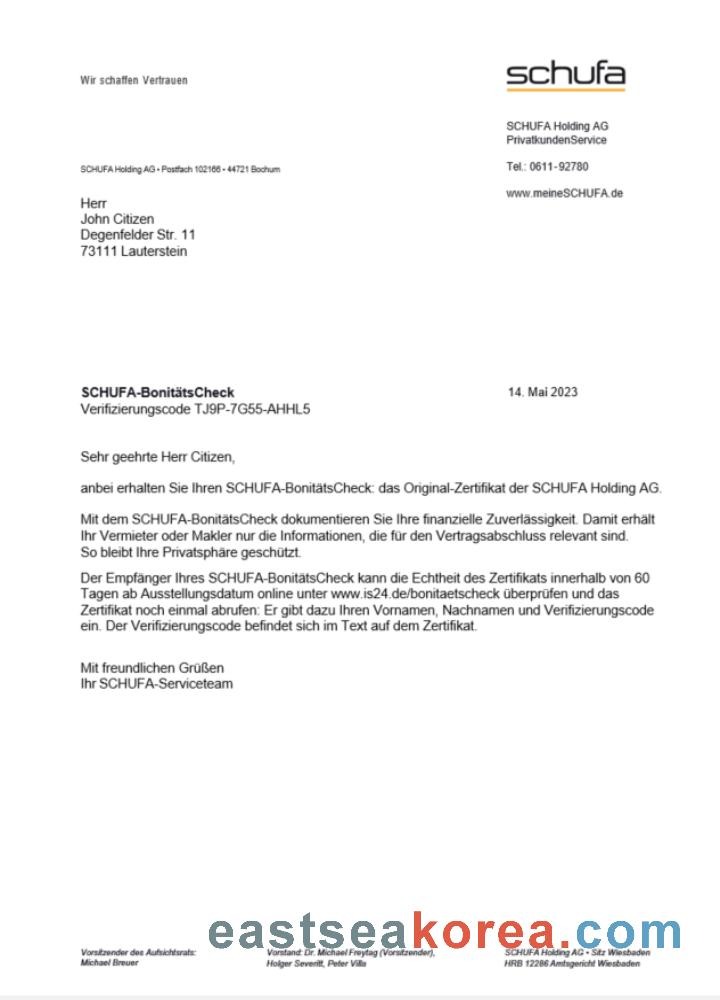 Wir schaffen Vertrauen
schufa
SCHUFA Holding AG
PrivatkundenService
Tel.: 0611-92780
www.meineSCHUFA.de
SCHUFA Holding AG • Postfach 102166 • 44721 Bochum
Herr
John Citizen
Degenfelder Str. 11
73111 Lauterstein
SCHUFA-BonitätsCheck
14. Mai 2023
Verifizierungscode TJ9P-7G55-AHHL5
Sehr geehrte Herr Citizen,
anbei erhalten Sie Ihren SCHUFA-BonitätsCheck: das Original-Zertifikat der SCHUFA Holding AG.
Mit dem SCHUFA-BonitätsCheck dokumentieren Sie Ihre finanzielle Zuverlässigkeit. Damit erhält
Ihr Vermieter oder Makler nur die Informationen, die für den Vertragsabschluss relevant sind.
So bleibt Ihre Privatsphäre geschützt.
Der Empfänger Ihres SCHUFA-BonitätsCheck kann die Echtheit des Zertifikats innerhalb von 60
Tagen ab Ausstellungsdatum online unter www.is24.de/bonitaetscheck überprüfen und das
Zertifikat noch einmal abrufen: Er gibt dazu Ihren Vornamen, Nachnamen und Verifizierungscode
ein. Der Verifizierungscode befindet sich im Text auf dem Zertifikat.
Mit freundlichen Grüßen
Ihr SCHUFA-Serviceteam
eastseakorea.com
Vorsitzender des Aufsichtsrats:
Michael Breuer
Vorstand: Dr. Michael Freytag (Vorsitzender),
Holger Severitt, Peter Villa
SCHUFA Holding AG • Sitz Wiesbaden
HRB 12286 Amtsgericht Wiesbaden